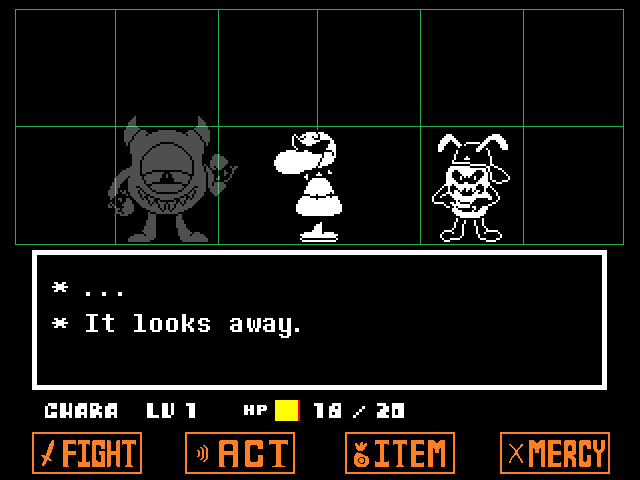 * ...
* It looks away.
CHARA LV 1 HP 18 / 20
FIGHT ACT ITEM MERCY